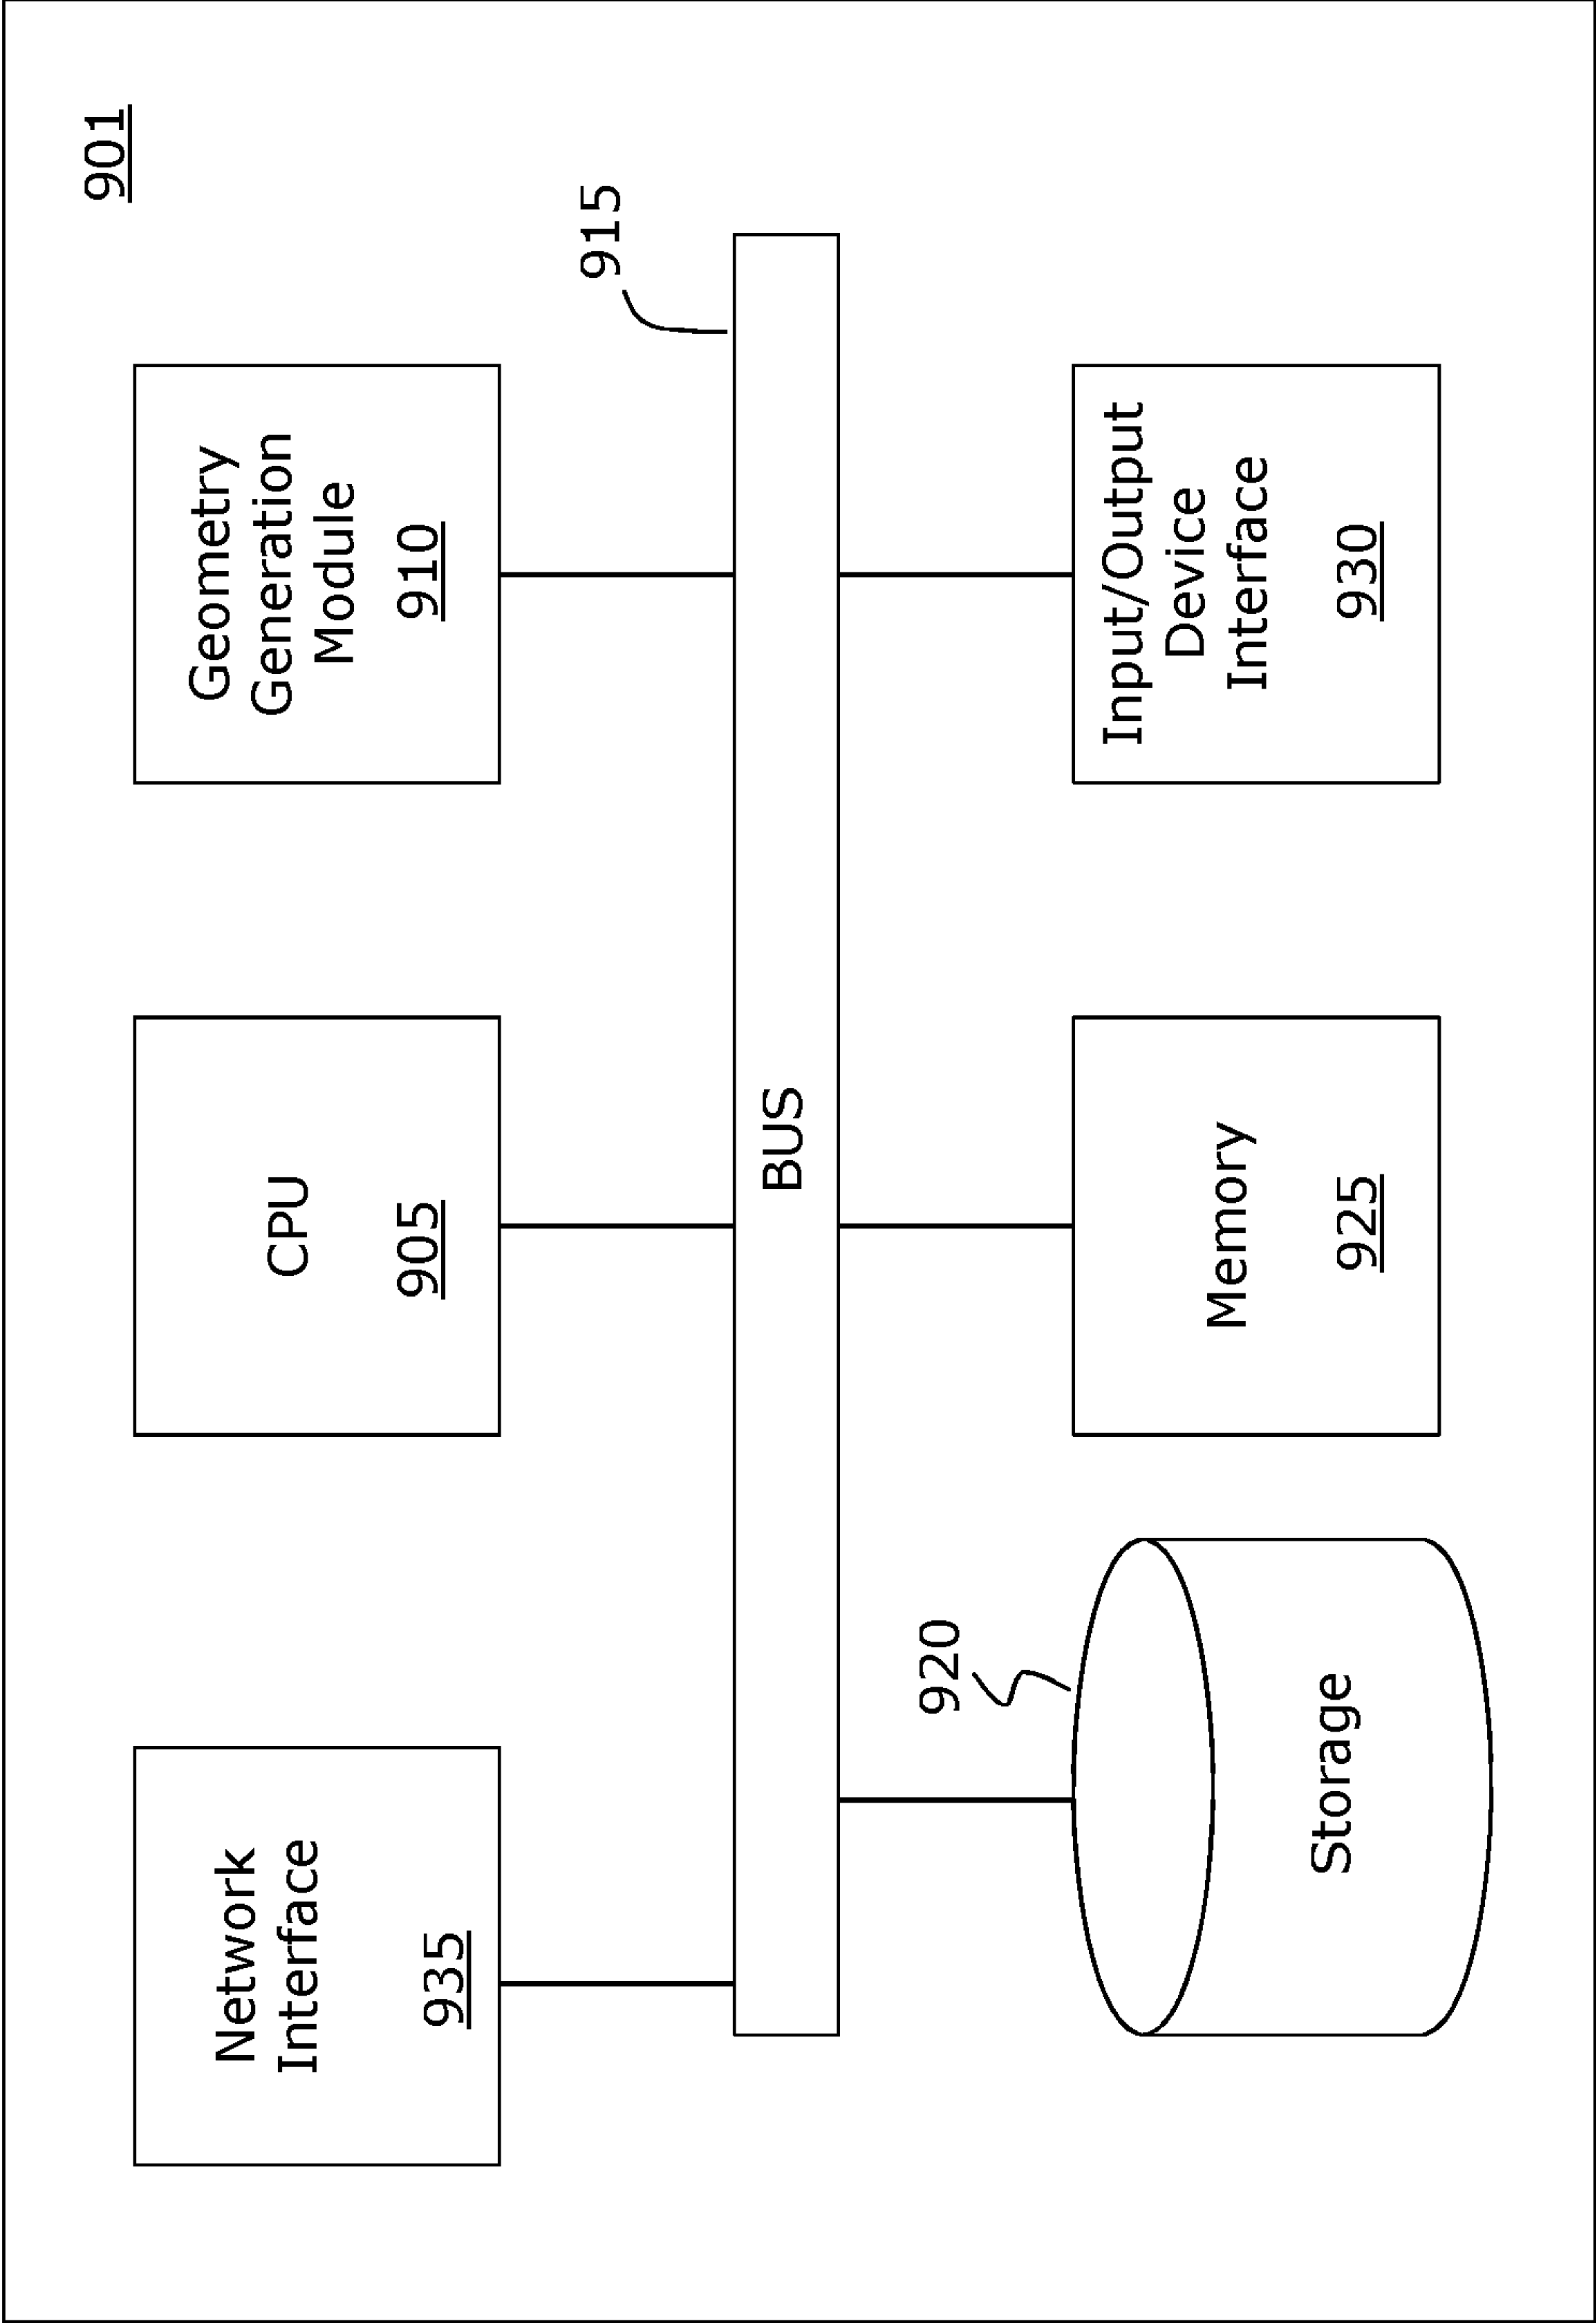 901
Network
Interface
935
CPU
905
Geometry
Generation
Module
910
915
BUS
920
Storage
Memory
925
Input/Output
Device
Interface
930